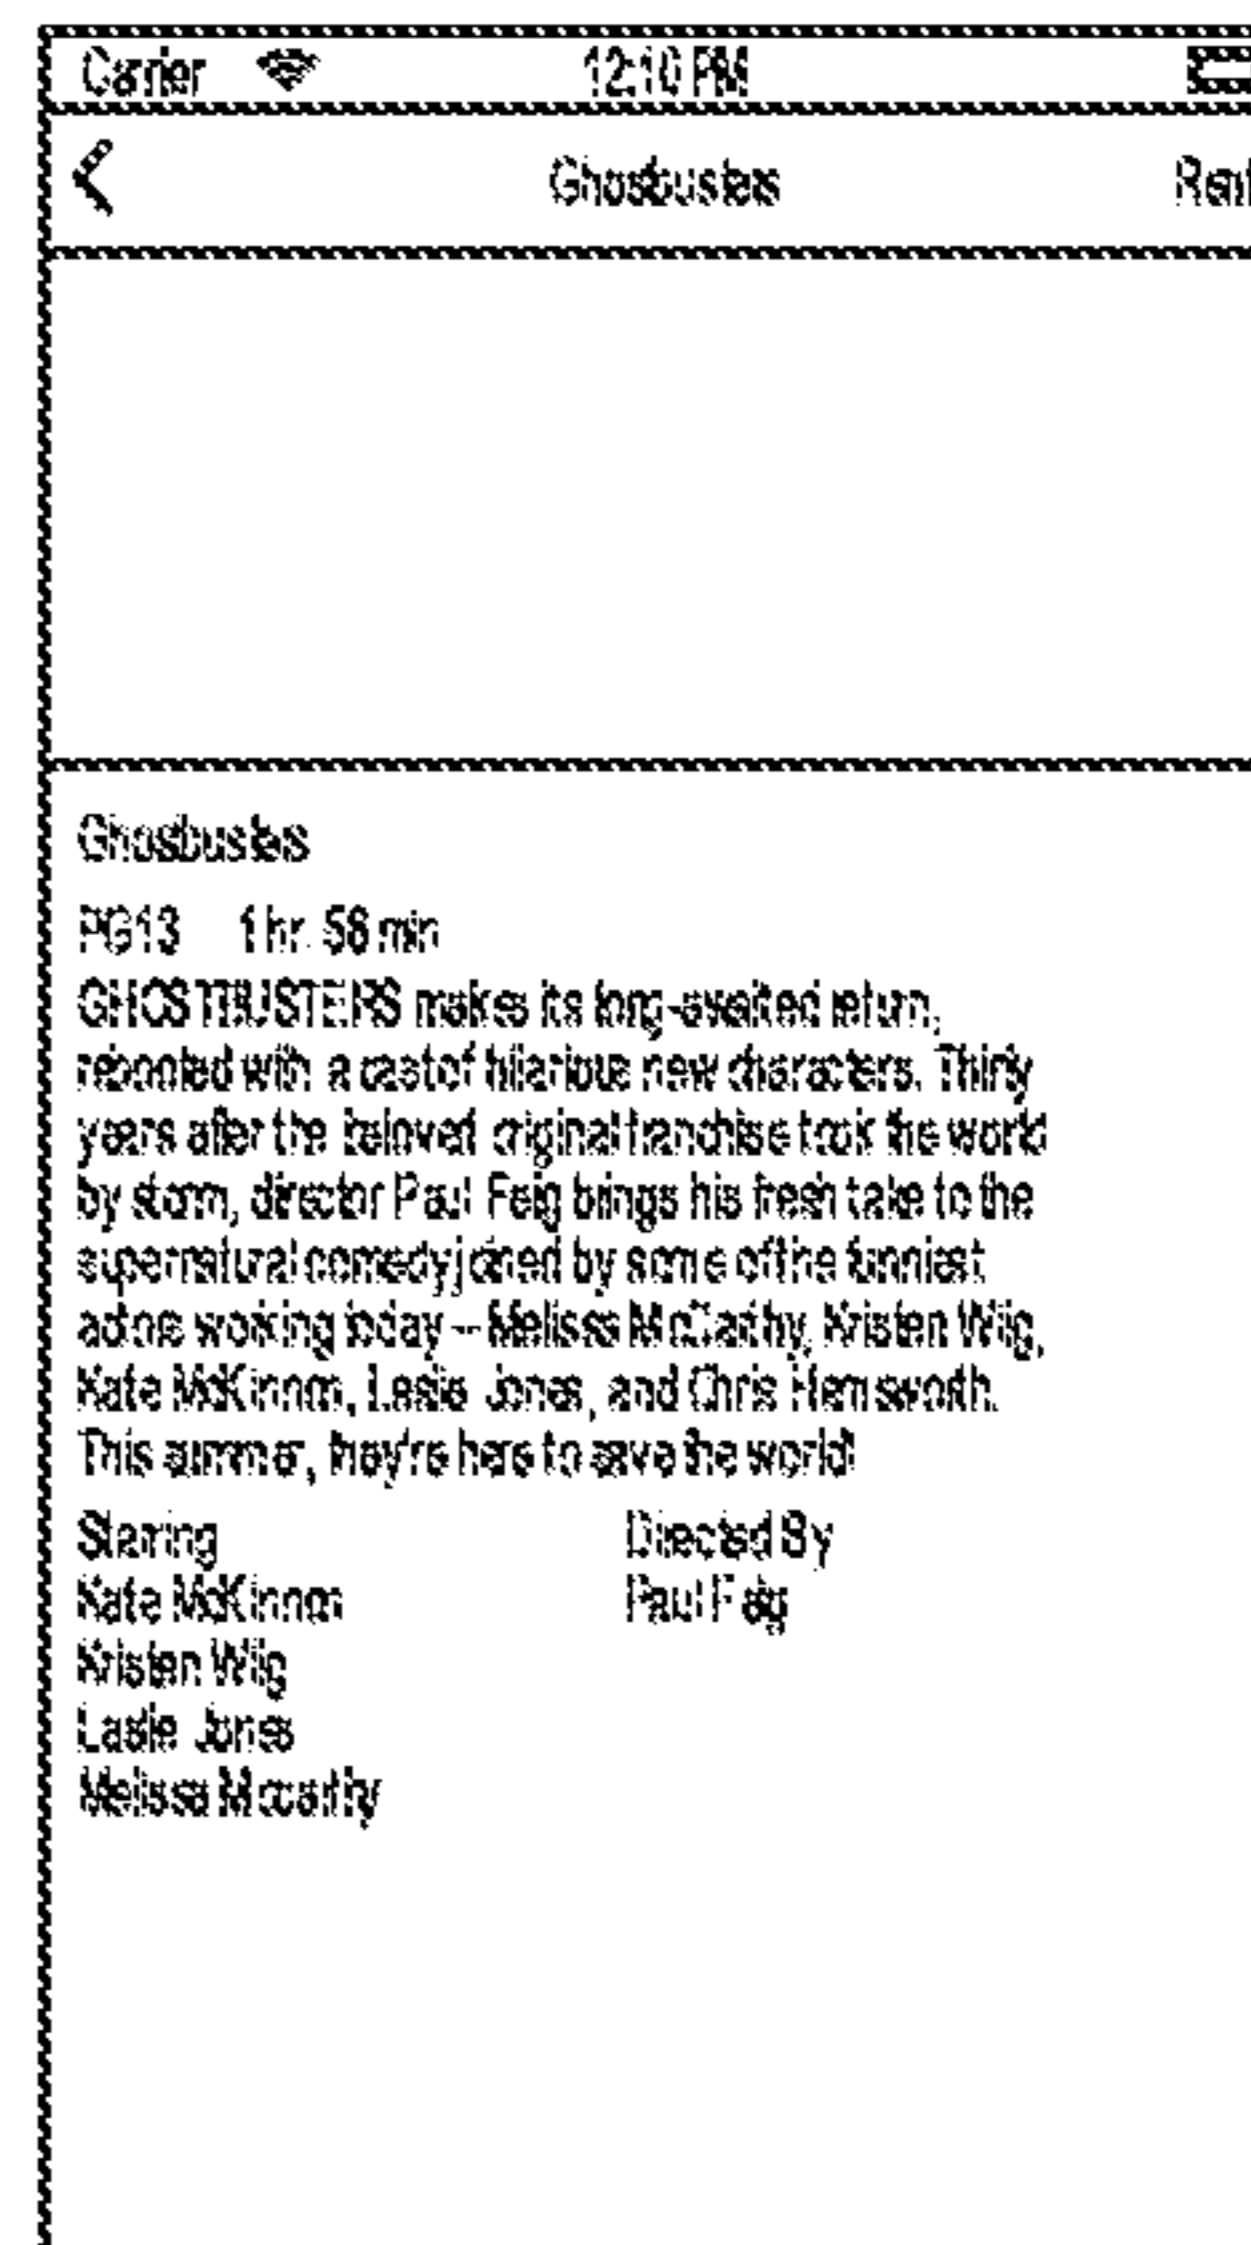 Carrier 12:10 PM
Ghostbusters Rent
Ghostbusters
PG13 1 hr. 56 min
GHOSTBUSTERS makes its long-awaited return,
rebooted with a cast of hilarious new characters. Thirty
years after the beloved original franchise took the world
by storm, director Paul Feig brings his fresh take to the
supernatural comedy, joined by some of the funniest
actors working today – Melissa McCarthy, Kristen Wiig,
Kate McKinnon, Leslie Jones, and Chris Hemsworth.
This summer, they're here to save the world!
Starring Directed By
Kate McKinnon Paul Feig
Kristen Wiig
Leslie Jones
Melissa Mccarthy